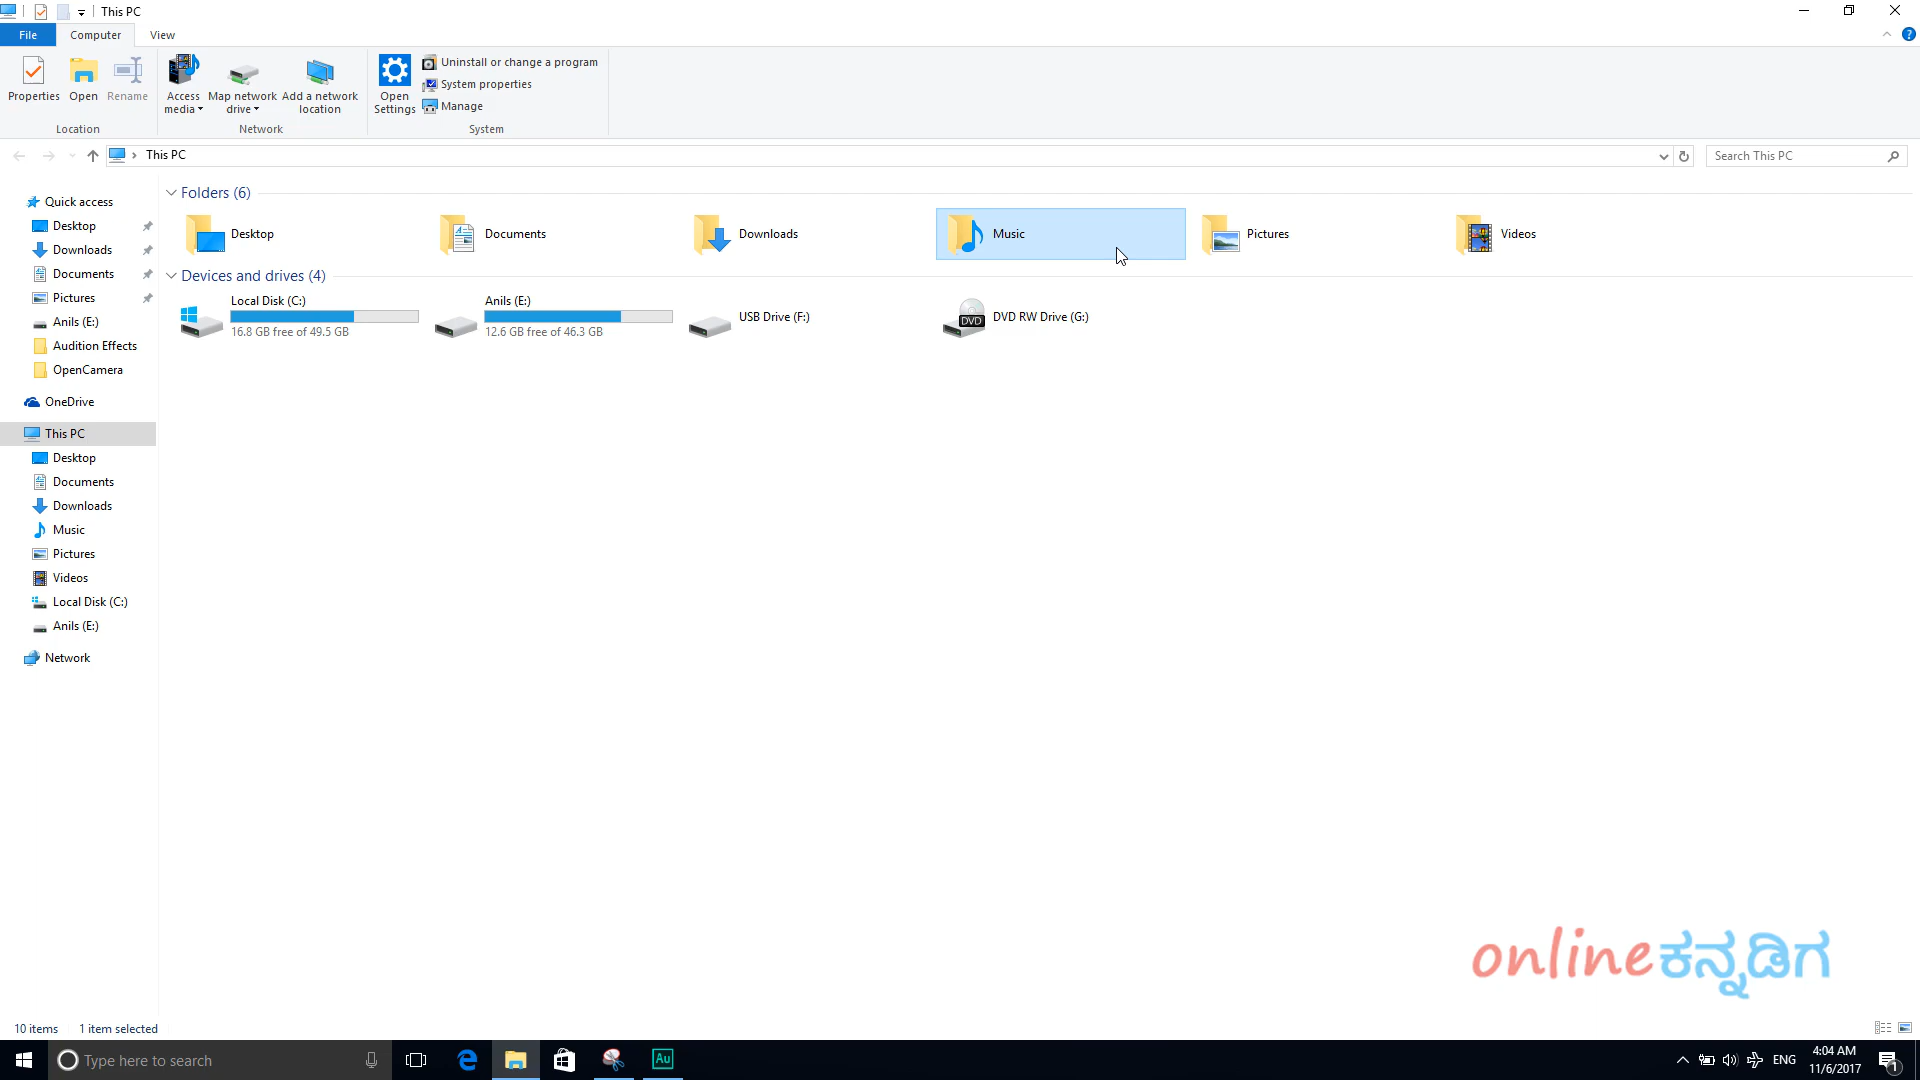 This PC
File Computer View
Properties Open Rename Access media Map network drive Add a network location Open Settings Uninstall or change a program
System properties
Manage
Location Network System
This PC
Search This PC
Quick access
Desktop
Downloads
Documents
Pictures
Anils (E:)
Audition Effects
OpenCamera
OneDrive
This PC
Desktop
Documents
Downloads
Music
Pictures
Videos
Local Disk (C:)
Anils (E:)
Network
Folders (6)
Desktop Documents Downloads Music Pictures Videos
Devices and drives (4)
Local Disk (C:)
16.8 GB free of 49.5 GB
Anils (E:)
12.6 GB free of 46.3 GB
USB Drive (F:)
DVD
DVD RW Drive (G:)
onlineಕನ್ನಡಿಗ
10 items 1 item selected
Type here to search
Au
ENG
4:04 AM
11/6/2017
1